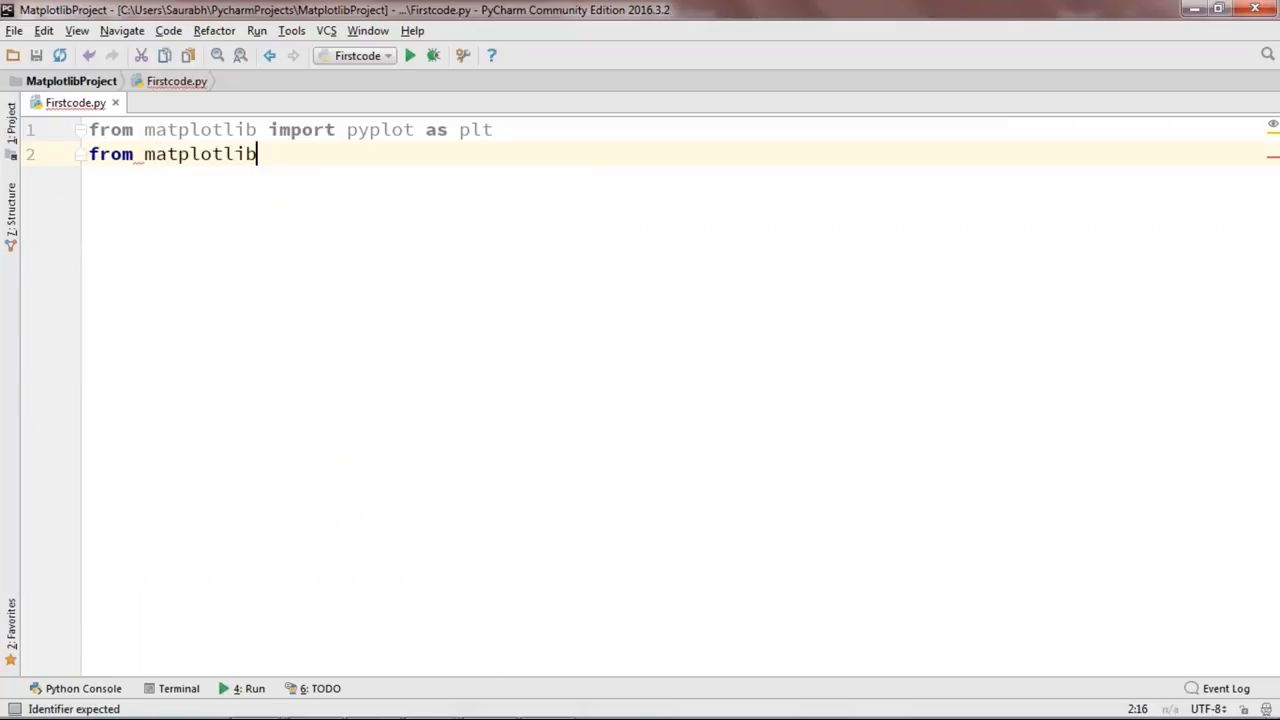 MatplotlibProject - [C:\Users\Saurabh\PycharmProjects\MatplotlibProject] - ...\Firstcode.py - PyCharm Community Edition 2016.3.2
File Edit View Navigate Code Refactor Run Tools VCS Window Help
Firstcode
MatplotlibProject Firstcode.py
Firstcode.py
1: Project
1 from matplotlib import pyplot as plt
2 from matplotlib
Z: Structure
2: Favorites
Python Console Terminal 4: Run 6: TODO Event Log
Identifier expected 2:16 n/a UTF-8